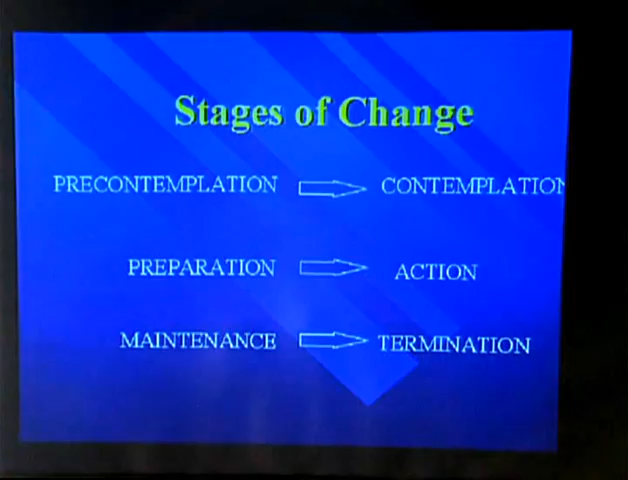 Stages of Change
PRECONTEMPLATION CONTEMPLATION
PREPARATION ACTION
MAINTENANCE TERMINATION